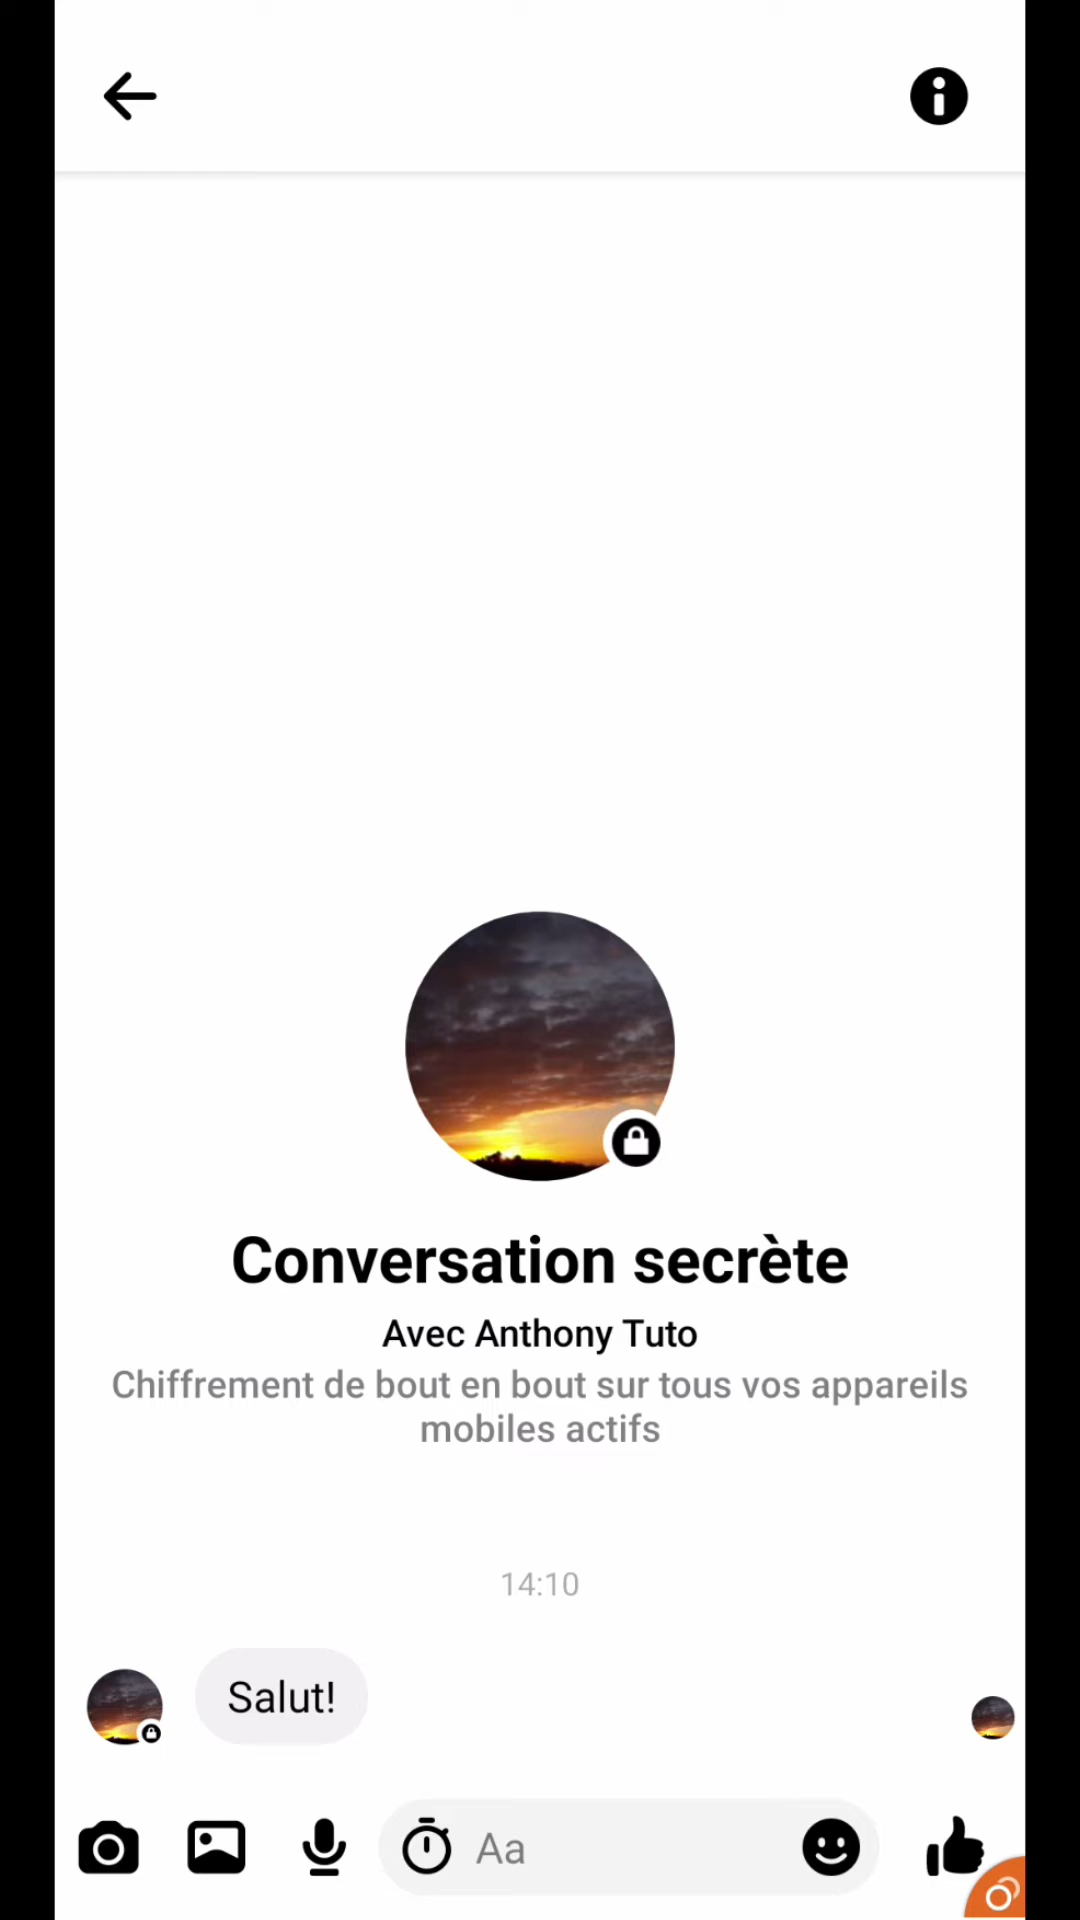 Conversation secrète
Avec Anthony Tuto
Chiffrement de bout en bout sur tous vos appareils
mobiles actifs
14:10
Salut!
Aa